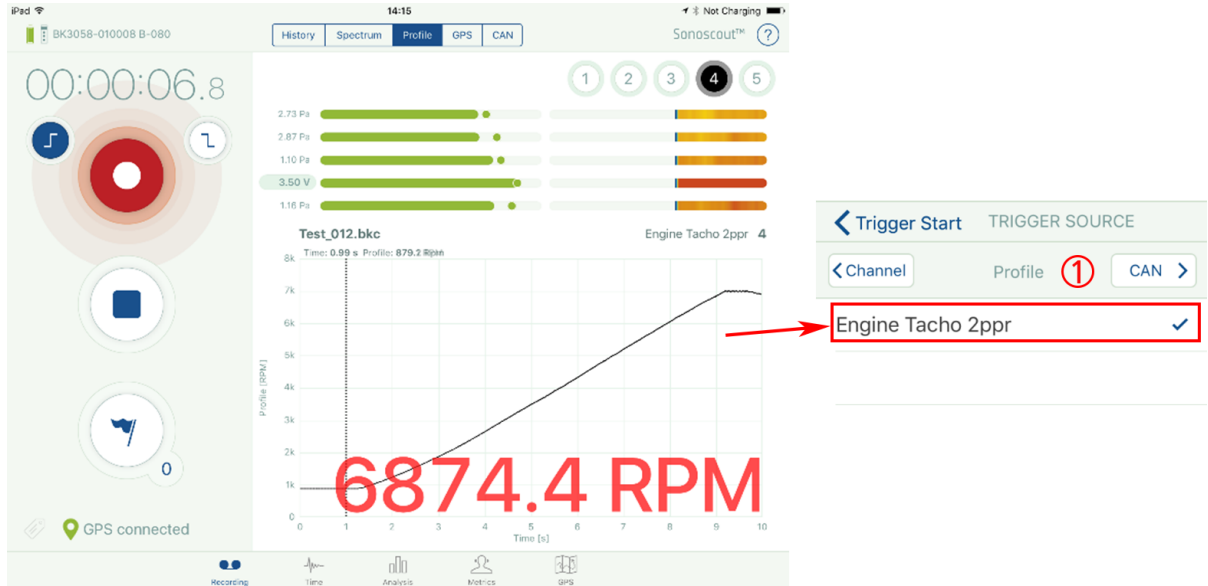 iPad 14:15 Not Charging
BK3058-010008 B-080 History Spectrum Profile GPS CAN Sonoscout™ ?
00:00:06.8
1 2 3 4 5
2.73 Pa
2.87 Pa
1.10 Pa
3.50 V
1.16 Pa
Test_012.bkc Engine Tacho 2ppr 4
Time: 0.99 s Profile: 879.2 RPM
8k
7k
6k
5k
4k
3k
2k
1k
0
Profile [RPM]
6874.4 RPM
0 1 2 3 4 5 6 7 8 9 10
Time [s]
0
GPS connected
Recording Time Analysis Metrics GPS
Trigger Start TRIGGER SOURCE
Channel Profile 1 CAN
Engine Tacho 2ppr